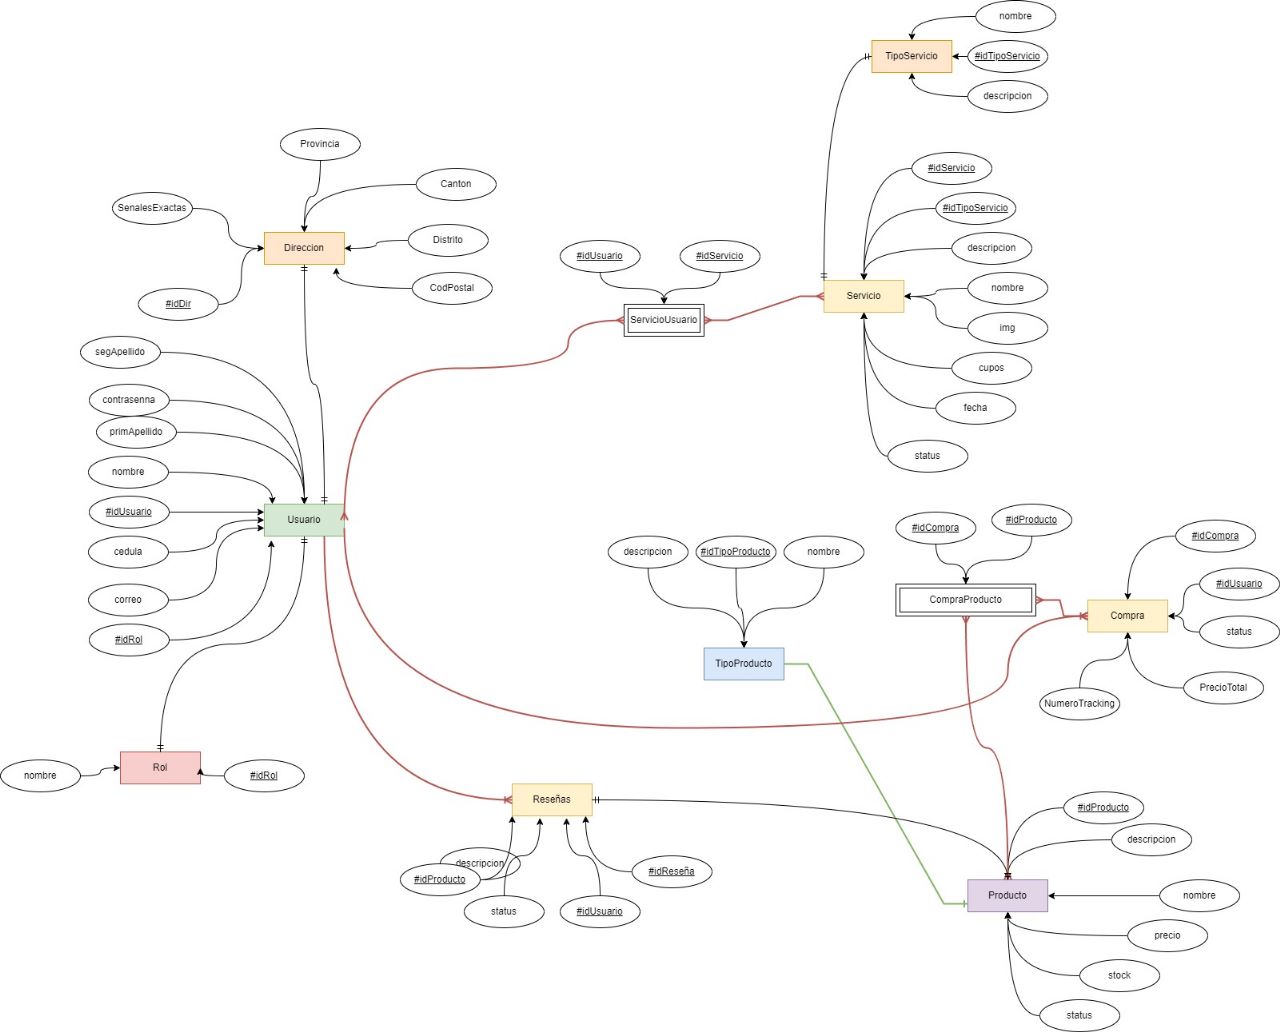 nombre
TipoServicio
#idTipoServicio
descripcion
Provincia
#idServicio
Canton
SenalesExactas
#idTipoServicio
Direccion
Distrito
descripcion
#idUsuario
#idServicio
CodPostal
nombre
Servicio
#idDir
ServicioUsuario
img
segApellido
cupos
contrasenna
fecha
primApellido
status
nombre
#idUsuario
Usuario
#idCompra
#idProducto
#idCompra
cedula
descripcion
#idTipoProducto
nombre
#idUsuario
correo
CompraProducto
Compra
status
#idRol
TipoProducto
PrecioTotal
NumeroTracking
Rol
nombre
#idRol
Reseñas
#idProducto
descripcion
descripcion
#idProducto
#idReseña
status
#idUsuario
Producto
nombre
precio
stock
status